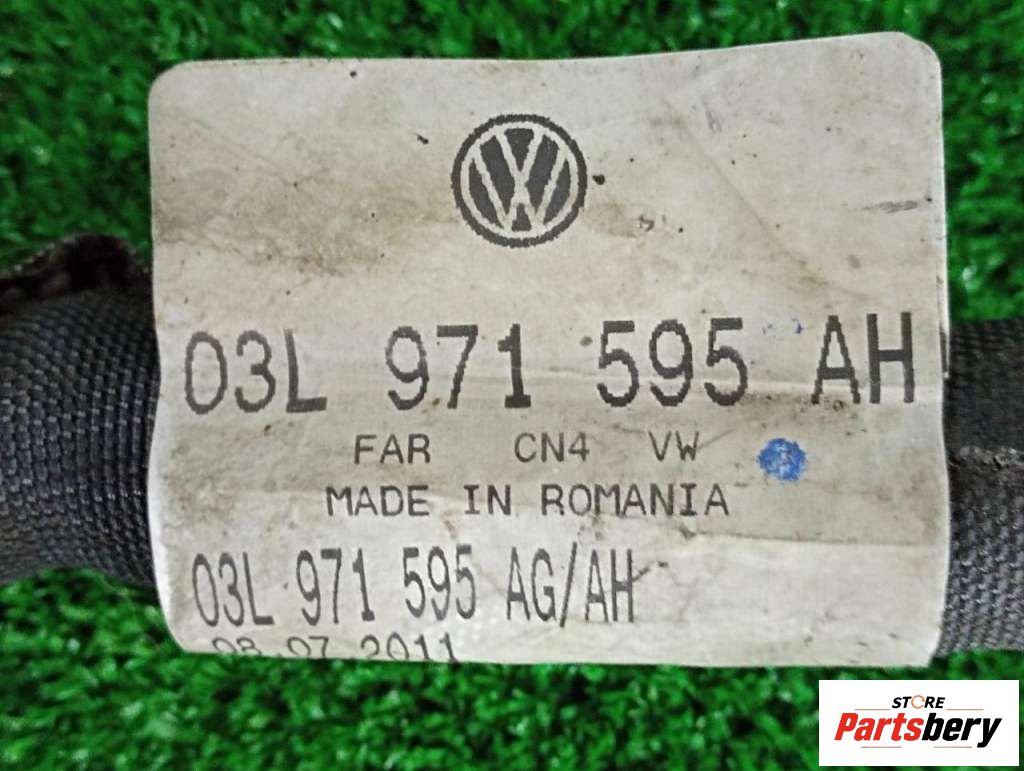 03L 971 595 AH
FAR CN4 VW
MADE IN ROMANIA
03L 971 595 AG/AH
08.07.2011
STORE
Partsbery